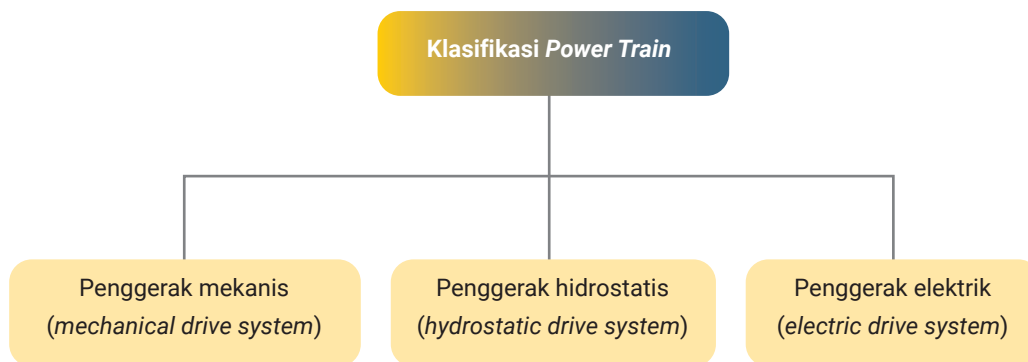 Klasifikasi Power Train
Penggerak mekanis
(mechanical drive system)
Penggerak hidrostatis
(hydrostatic drive system)
Penggerak elektrik
(electric drive system)